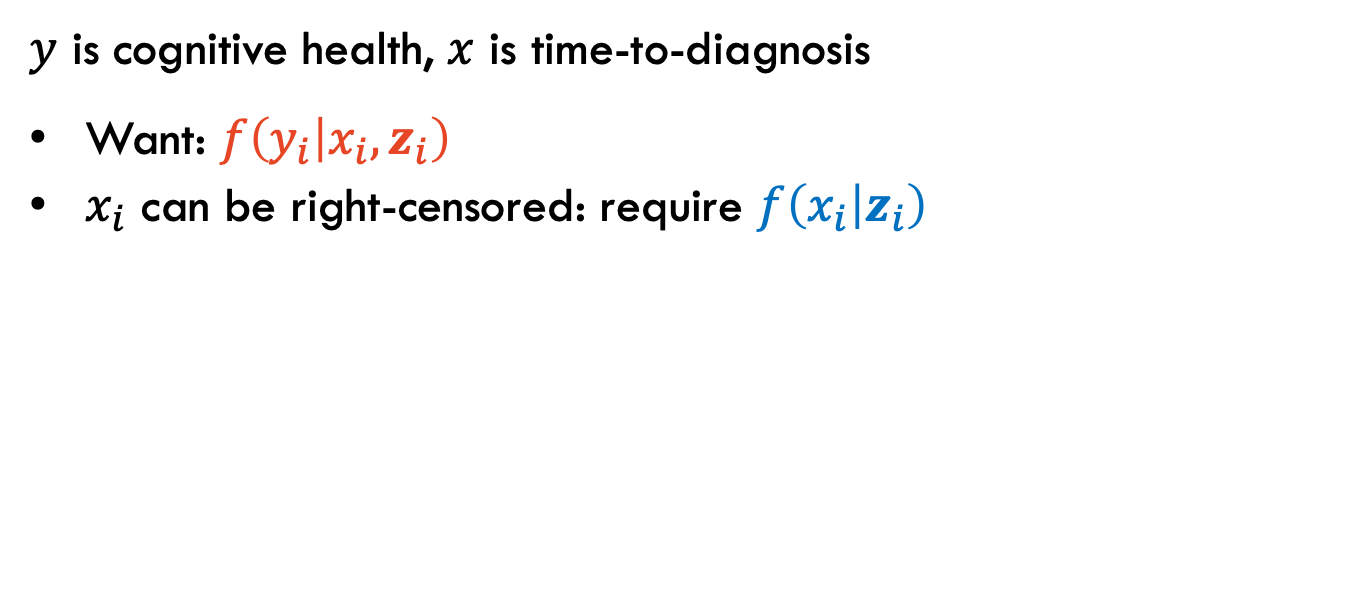 y is cognitive health, x is time-to-diagnosis
• Want: f(yᵢ|xᵢ, 𝐳ᵢ)
• xᵢ can be right-censored: require f(xᵢ|𝐳ᵢ)